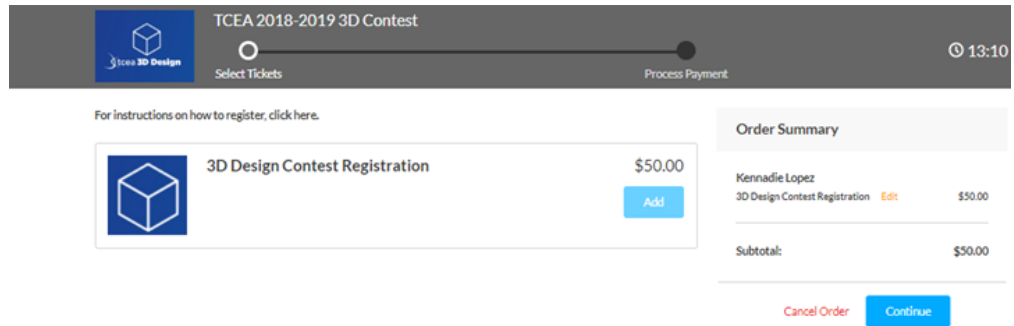 TCEA 2018-2019 3D Contest
tcea 3D Design
Select Tickets
Process Payment
13:10
For instructions on how to register, click here.
3D Design Contest Registration
$50.00
Add
Order Summary
Kennadie Lopez
3D Design Contest Registration Edit $50.00
Subtotal: $50.00
Cancel Order Continue